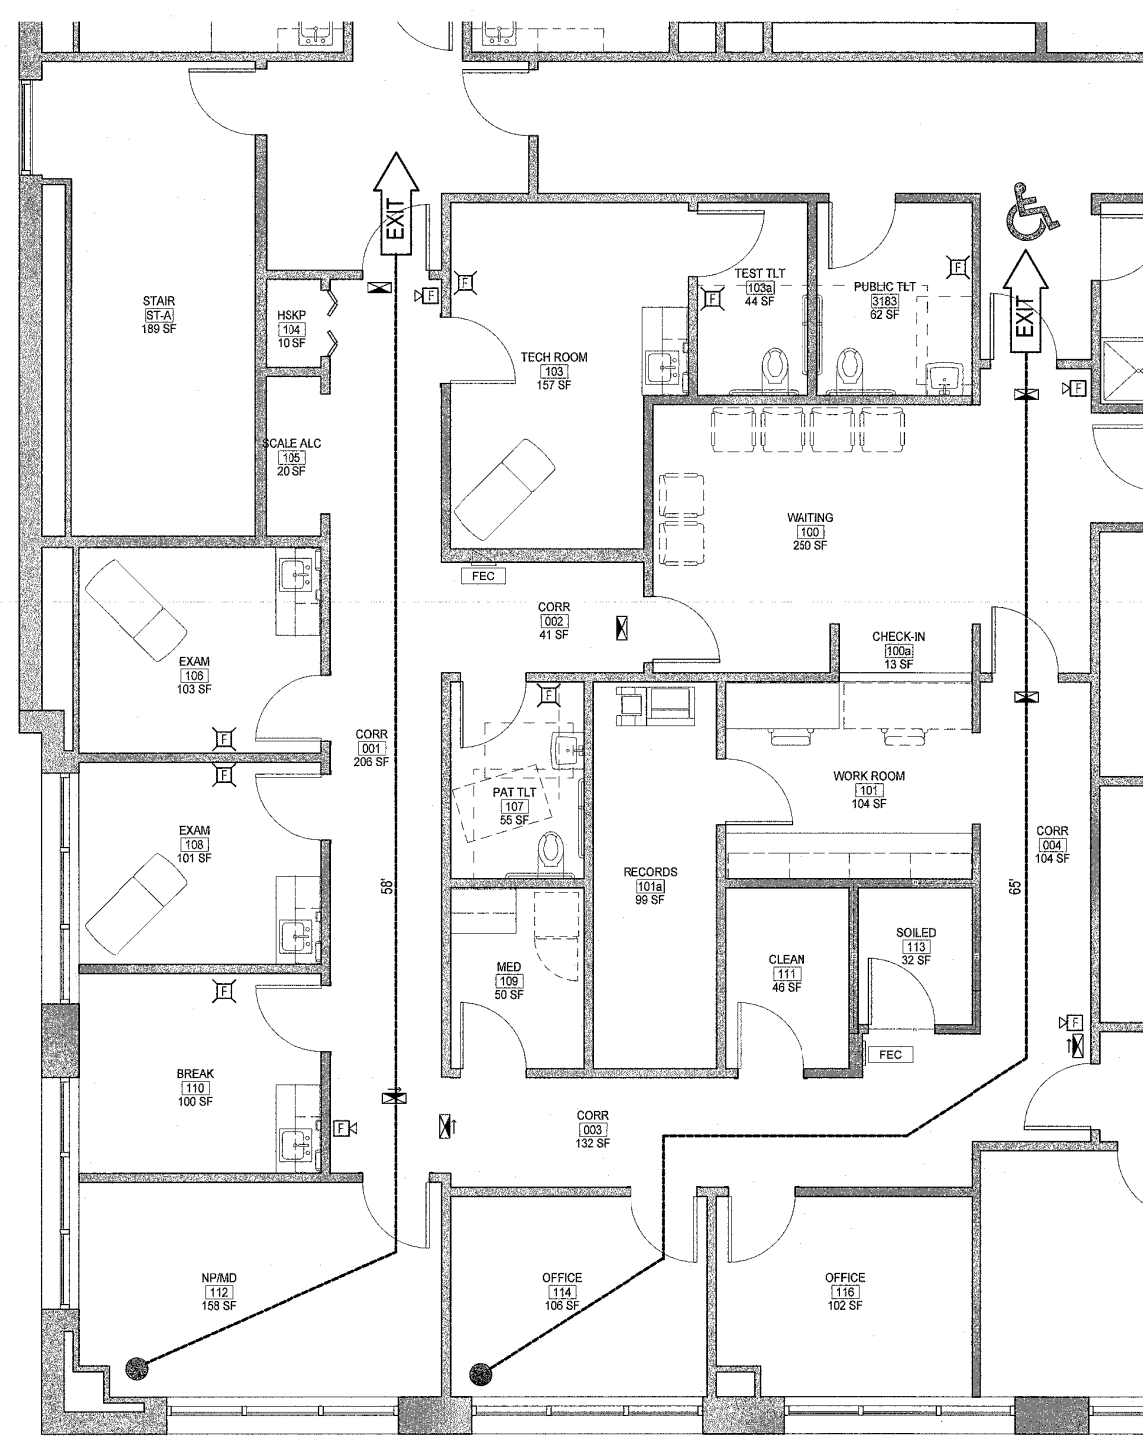 EXIT
F
F
F
TEST TLT
103a
44 SF
F
PUBLIC TLT
3183
62 SF
STAIR
ST-A
189 SF
HSKP
104
10 SF
EXIT
TECH ROOM
103
157 SF
F
SCALE ALC
105
20 SF
WAITING
100
250 SF
FEC
CORR
002
41 SF
CHECK-IN
100a
13 SF
EXAM
106
103 SF
F
F
CORR
001
206 SF
F
EXAM
108
101 SF
PAT TLT
107
55 SF
WORK ROOM
101
104 SF
CORR
004
104 SF
RECORDS
101a
99 SF
58'
65'
MED
109
50 SF
CLEAN
111
46 SF
SOILED
113
32 SF
F
F
FEC
BREAK
110
100 SF
F
CORR
003
132 SF
NP/MD
112
158 SF
OFFICE
114
106 SF
OFFICE
116
102 SF